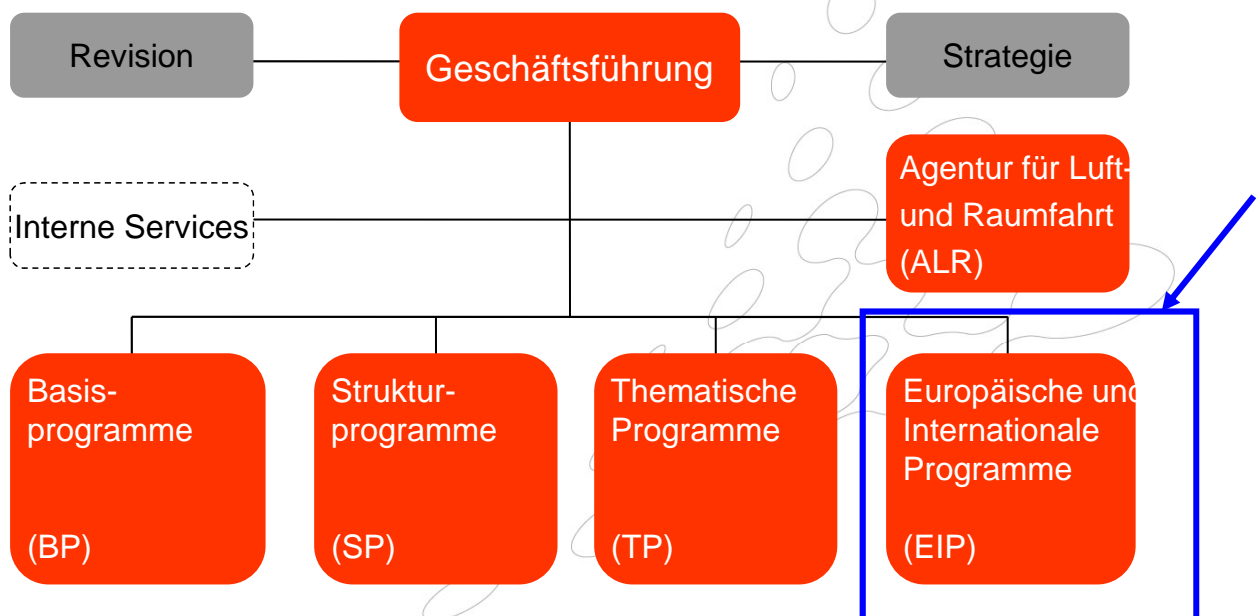 Revision
Geschäftsführung
Strategie
Agentur für Luft-
und Raumfahrt
(ALR)
Interne Services
Basis-
programme
(BP)
Struktur-
programme
(SP)
Thematische
Programme
(TP)
Europäische und
Internationale
Programme
(EIP)